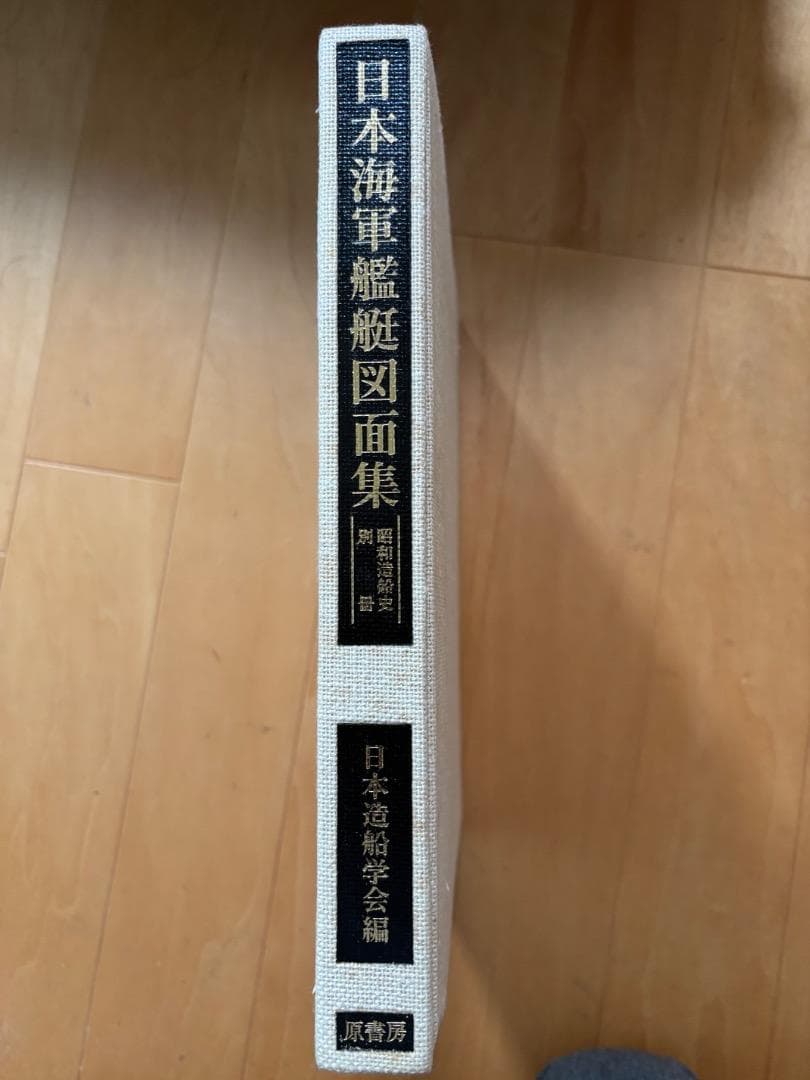 日本海軍艦艇図面集
昭和造船史
別冊
日本造船学会編
原書房